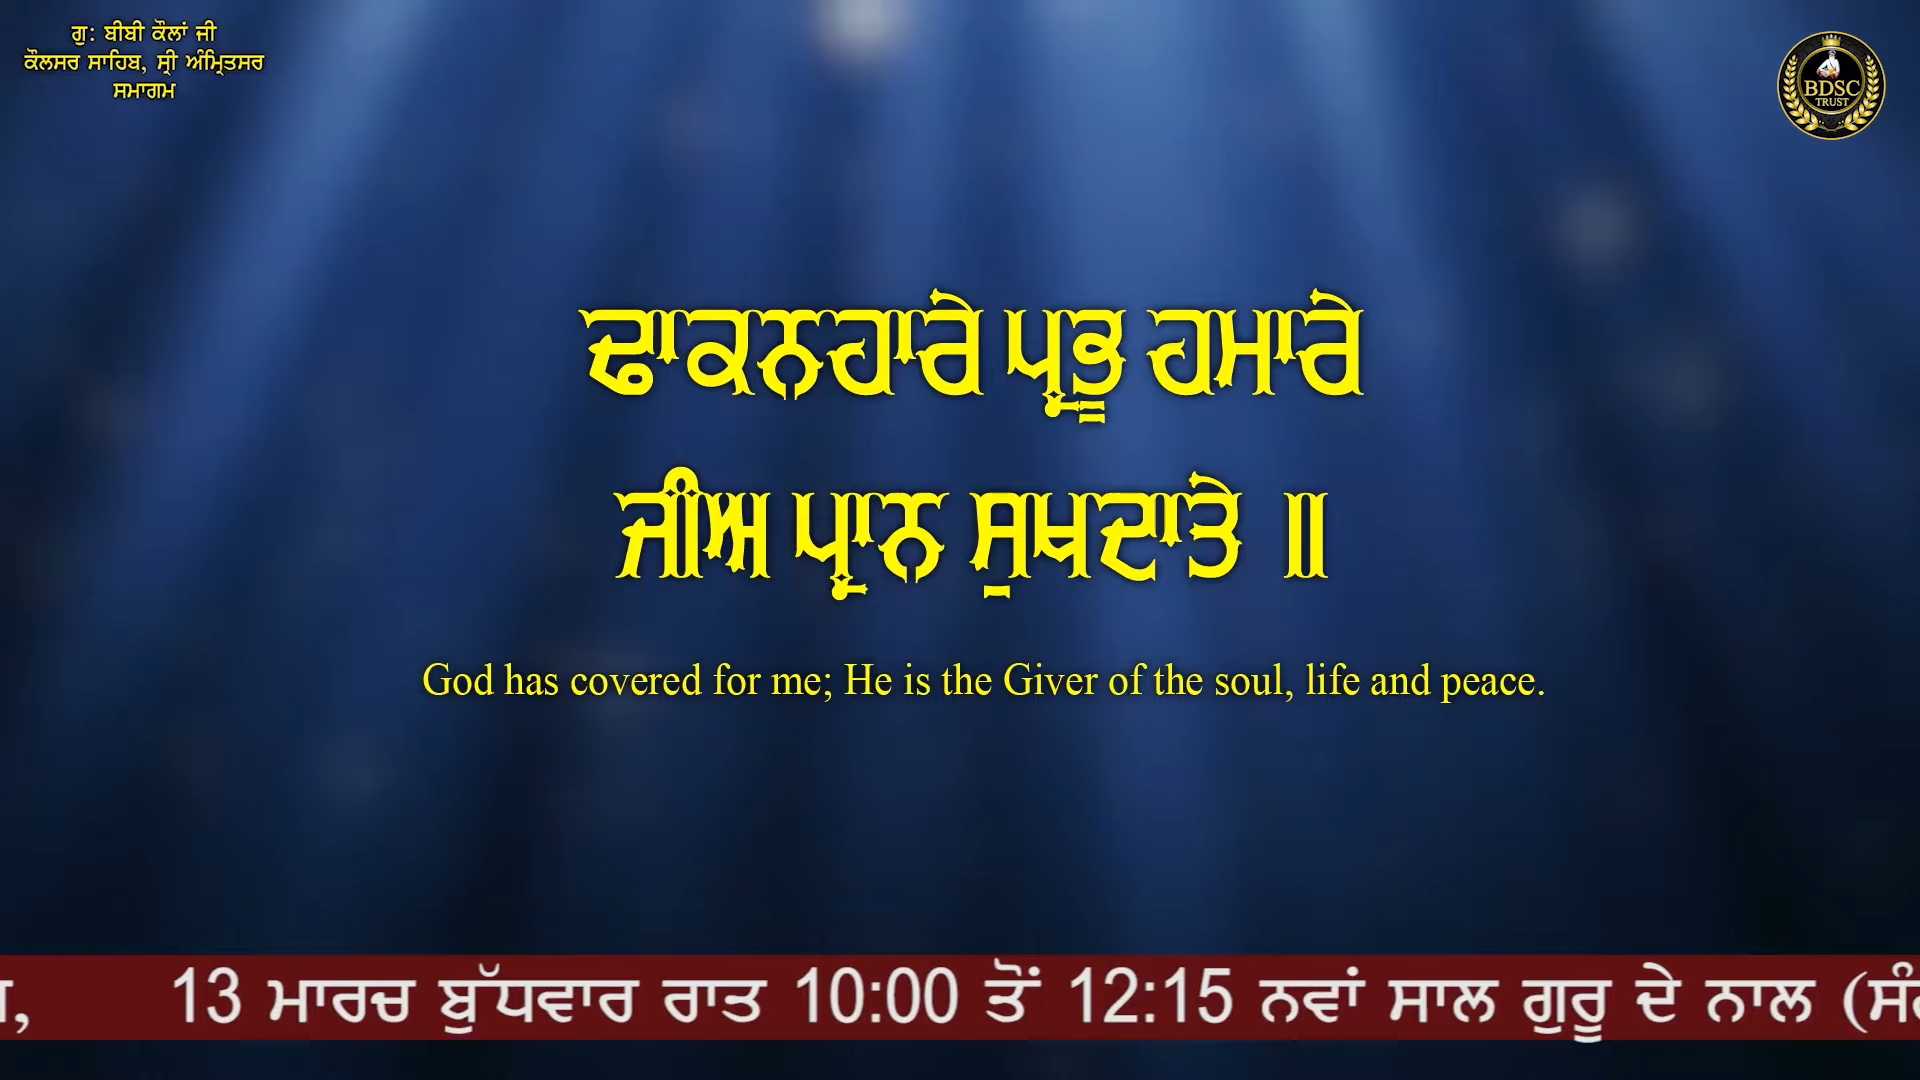 ਗੁ: ਬੀਬੀ ਕੌਲਾਂ ਜੀ
ਕੌਲਸਰ ਸਾਹਿਬ, ਸ੍ਰੀ ਅੰਮ੍ਰਿਤਸਰ
ਸਮਾਗਮ
BDSC
TRUST
ਢਾਕਨਹਾਰੇ ਪ੍ਰਭੂ ਹਮਾਰੇ
ਜੀਅ ਪ੍ਰਾਨ ਸੁਖਦਾਤੇ ॥
God has covered for me; He is the Giver of the soul, life and peace.
13 ਮਾਰਚ ਬੁੱਧਵਾਰ ਰਾਤ 10:00 ਤੋਂ 12:15 ਨਵਾਂ ਸਾਲ ਗੁਰੂ ਦੇ ਨਾਲ